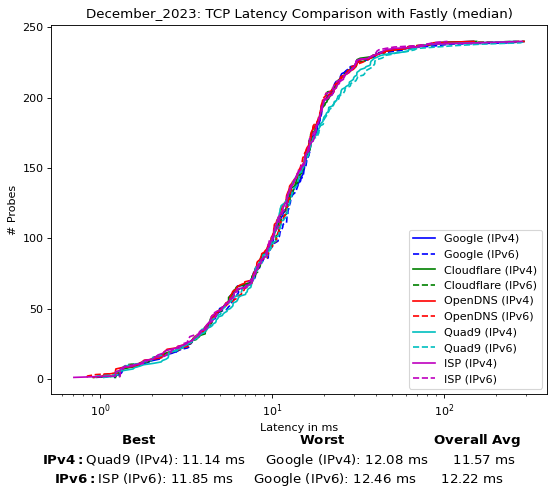 December_2023: TCP Latency Comparison with Fastly (median)
250
200
150
100
50
0
# Probes
Google (IPv4)
Google (IPv6)
Cloudflare (IPv4)
Cloudflare (IPv6)
OpenDNS (IPv4)
OpenDNS (IPv6)
Quad9 (IPv4)
Quad9 (IPv6)
ISP (IPv4)
ISP (IPv6)
10⁰ 10¹ 10²
Latency in ms
Best Worst Overall Avg
IPv4: Quad9 (IPv4): 11.14 ms Google (IPv4): 12.08 ms 11.57 ms
IPv6: ISP (IPv6): 11.85 ms Google (IPv6): 12.46 ms 12.22 ms